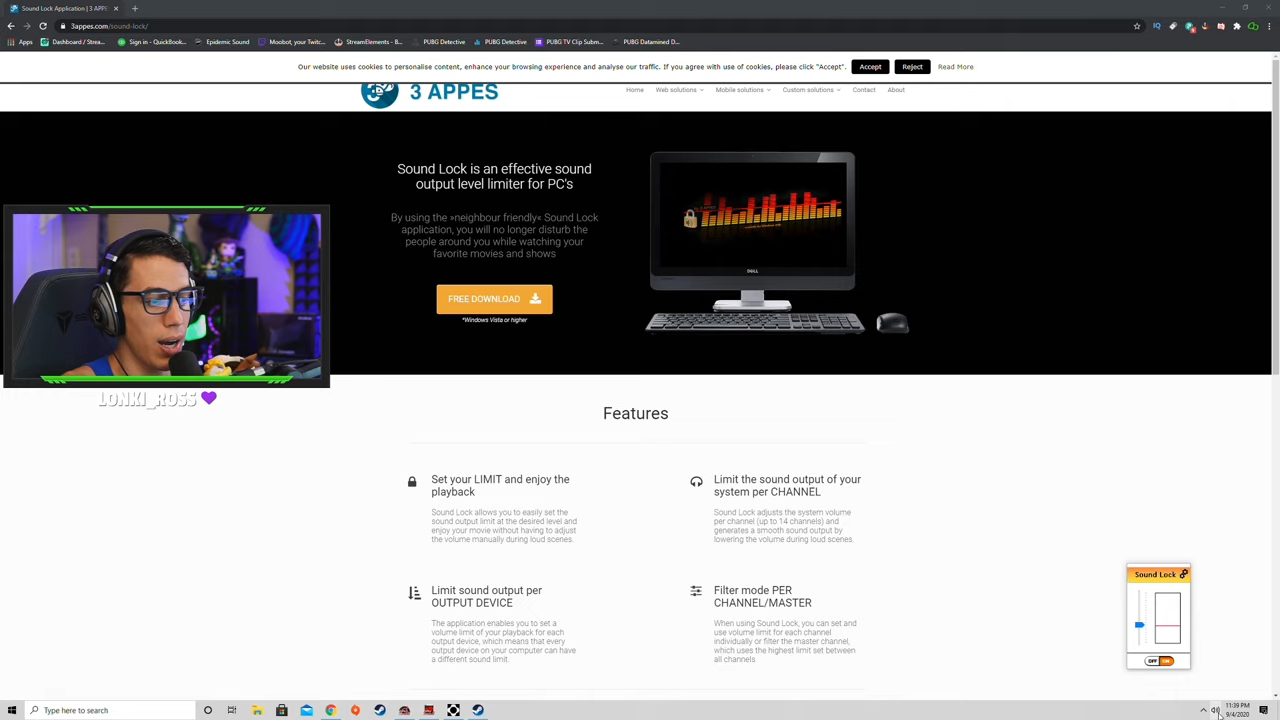 Sound Lock Application | 3 APPE
3appes.com/sound-lock/
Apps
Dashboard / Strea...
Sign in - QuickBook...
Epidemic Sound
Moobot, your Twitc...
StreamElements - B...
PUBG Detective
PUBG Detective
PUBG TV Clip Subm...
PUBG Datamined D...
Our website uses cookies to personalise content, enhance your browsing experience and analyse our traffic. If you agree with use of cookies, please click "Accept".
Accept
Reject
Read More
3 APPES
Home
Web solutions
Mobile solutions
Custom solutions
Contact
About
Sound Lock is an effective sound
output level limiter for PC's
By using the »neighbour friendly« Sound Lock
application, you will no longer disturb the
people around you while watching your
favorite movies and shows
FREE DOWNLOAD
*Windows Vista or higher
DELL
LONKI_ROSS
Features
Set your LIMIT and enjoy the
playback
Sound Lock allows you to easily set the
sound output limit at the desired level and
enjoy your movie without having to adjust
the volume manually during loud scenes.
Limit the sound output of your
system per CHANNEL
Sound Lock adjusts the system volume
per channel (up to 14 channels) and
generates a smooth sound output by
lowering the volume during loud scenes.
Limit sound output per
OUTPUT DEVICE
The application enables you to set a
volume limit of your playback for each
output device, which means that every
output device on your computer can have
a different sound limit.
Filter mode PER
CHANNEL/MASTER
When using Sound Lock, you can set and
use volume limit for each channel
individually or filter the master channel,
which uses the highest limit set between
all channels
Sound Lock
OFF
ON
Type here to search
11:39 PM
9/4/2020